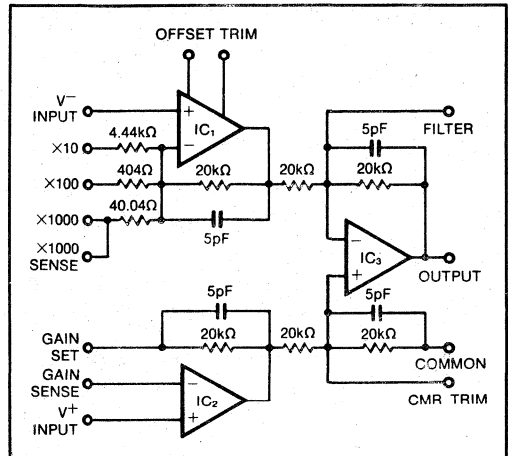 OFFSET TRIM
V⁻
INPUT
+
IC₁
−
×10
4.44kΩ
×100
404Ω
×1000
40.04Ω
×1000
SENSE
20kΩ
5pF
20kΩ
FILTER
5pF
20kΩ
−
IC₃
+
OUTPUT
5pF
20kΩ
COMMON
CMR TRIM
5pF
20kΩ
20kΩ
GAIN
SET
GAIN
SENSE
−
IC₂
V⁺
INPUT
+